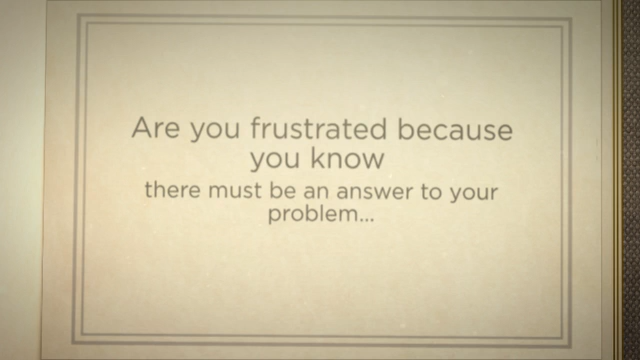 Are you frustrated because
you know
there must be an answer to your
problem...